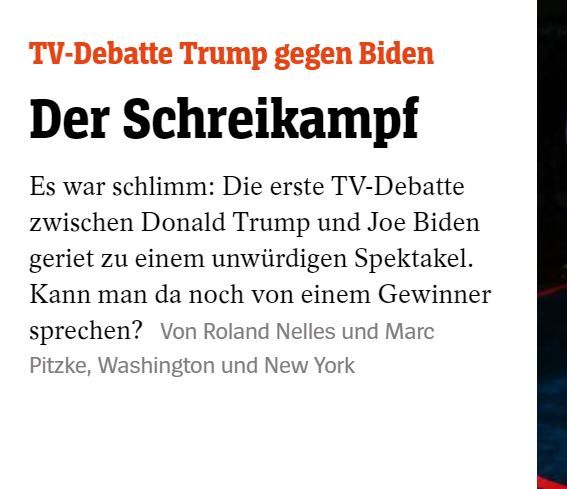 TV-Debatte Trump gegen Biden
Der Schreikampf
Es war schlimm: Die erste TV-Debatte
zwischen Donald Trump und Joe Biden
geriet zu einem unwürdigen Spektakel.
Kann man da noch von einem Gewinner
sprechen? Von Roland Nelles und Marc
Pitzke, Washington und New York